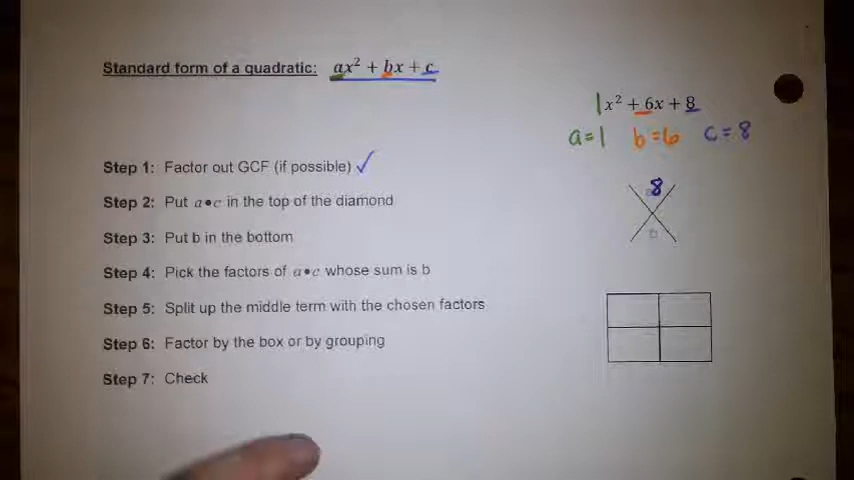 Standard form of a quadratic: ax² + bx + c
1x² + 6x + 8
a=1 b=6 c=8
Step 1: Factor out GCF (if possible) ✓
Step 2: Put a•c in the top of the diamond
8
Step 3: Put b in the bottom
Step 4: Pick the factors of a•c whose sum is b
Step 5: Split up the middle term with the chosen factors
Step 6: Factor by the box or by grouping
Step 7: Check